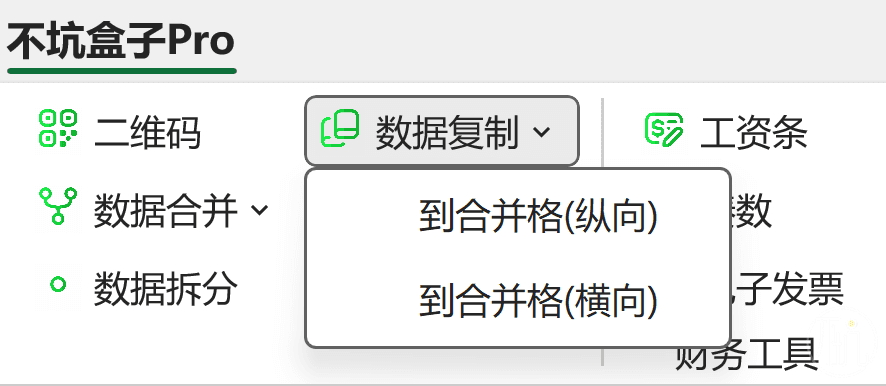 不坑盒子Pro
二维码
数据复制
工资条
数据合并
到合并格(纵向)
数
数据拆分
到合并格(横向)
子发票
财务工具